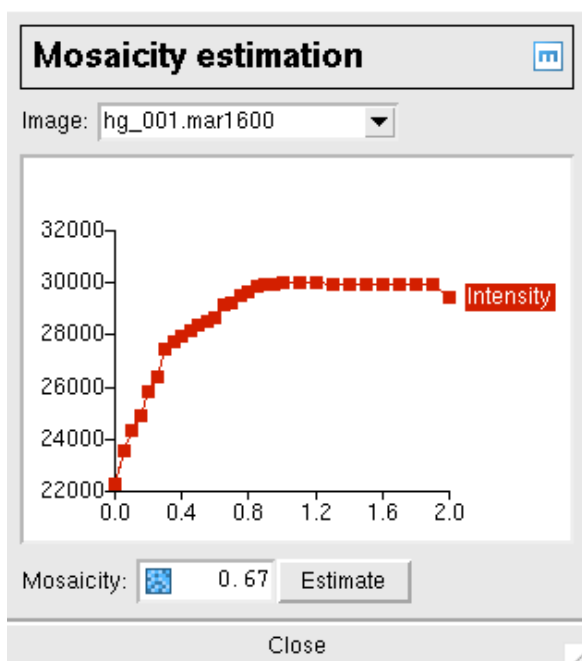 Mosaicity estimation
m
Image: hg_001.mar1600
32000
30000
28000
26000
24000
22000
Intensity
0.0 0.4 0.8 1.2 1.6 2.0
Mosaicity: 0.67 Estimate
Close